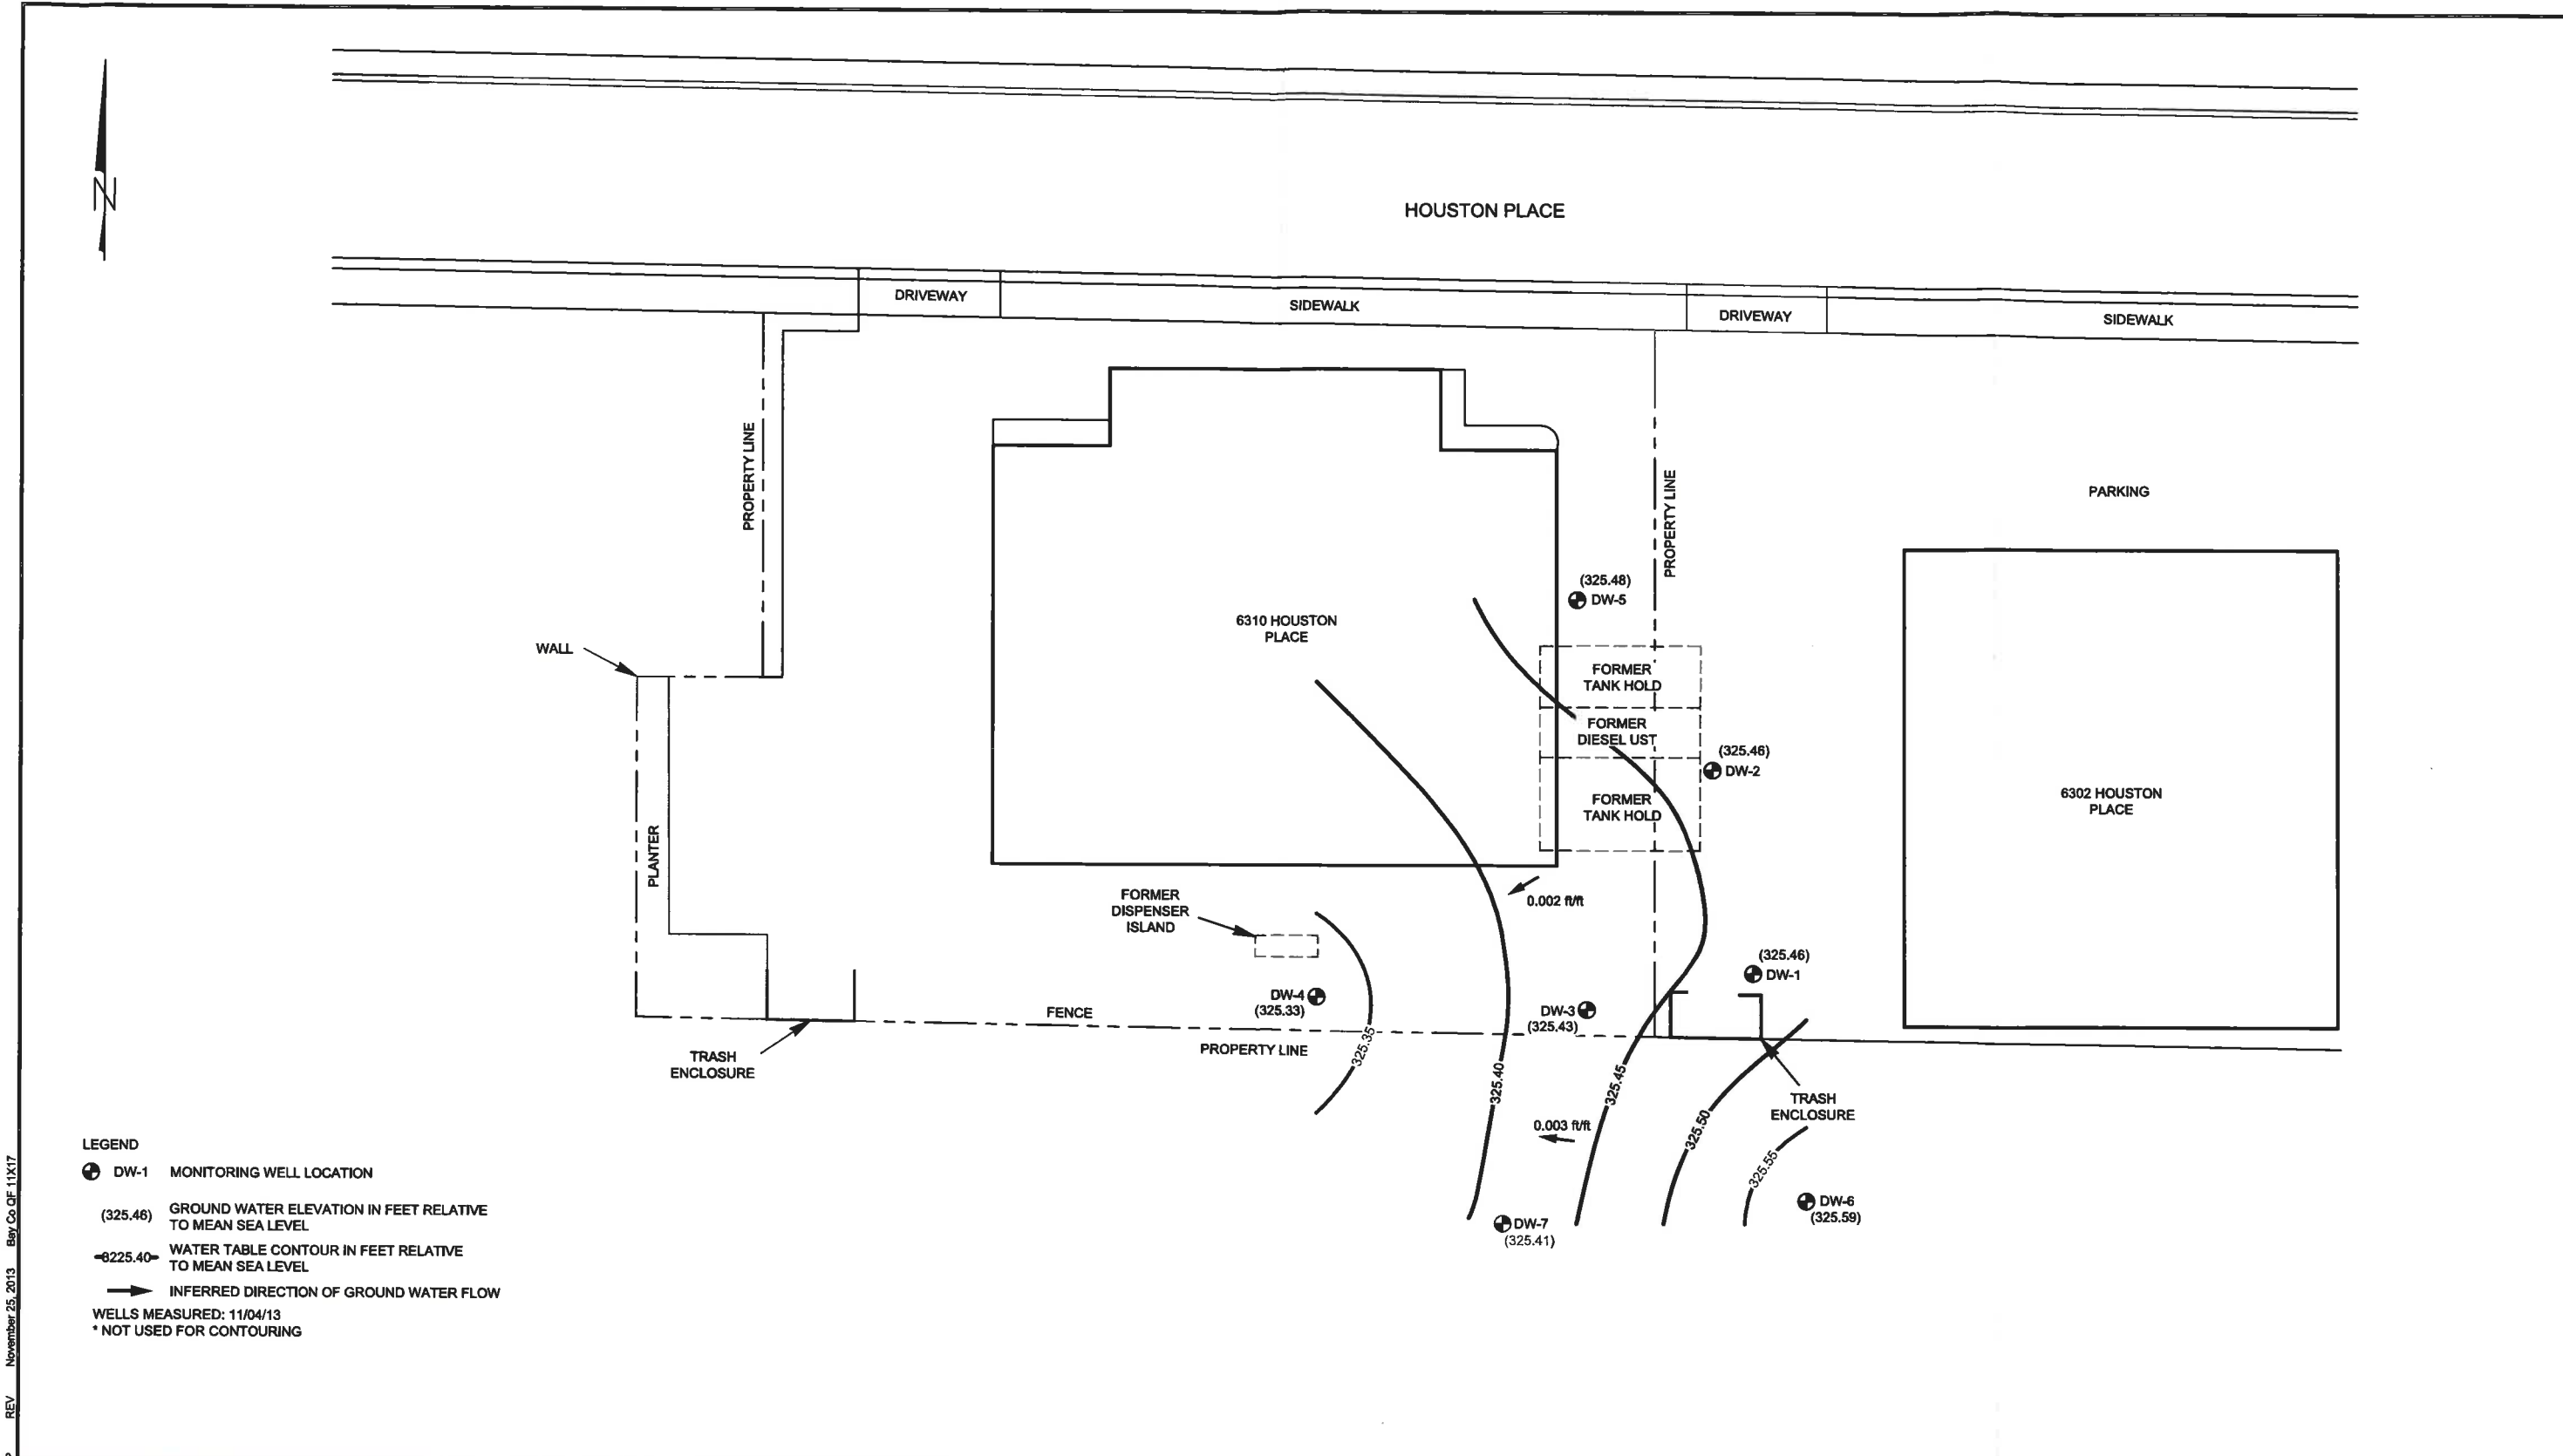 N
HOUSTON PLACE
DRIVEWAY
SIDEWALK
DRIVEWAY
SIDEWALK
PROPERTY LINE
PROPERTY LINE
PARKING
(325.48)
DW-5
6310 HOUSTON
PLACE
WALL
FORMER
TANK HOLD
FORMER
DIESEL UST
(325.46)
DW-2
FORMER
TANK HOLD
6302 HOUSTON
PLACE
PLANTER
FORMER
DISPENSER
ISLAND
0.002 ft/ft
(325.46)
DW-1
DW-4
(325.33)
FENCE
DW-3
(325.43)
PROPERTY LINE
TRASH
ENCLOSURE
325.35
325.40
325.45
325.50
325.55
TRASH
ENCLOSURE
0.003 ft/ft
DW-6
(325.59)
DW-7
(325.41)
LEGEND
DW-1 MONITORING WELL LOCATION
(325.46) GROUND WATER ELEVATION IN FEET RELATIVE
TO MEAN SEA LEVEL
8225.40 WATER TABLE CONTOUR IN FEET RELATIVE
TO MEAN SEA LEVEL
INFERRED DIRECTION OF GROUND WATER FLOW
WELLS MEASURED: 11/04/13
* NOT USED FOR CONTOURING
REV November 25, 2013 Bay Co QF 11X17